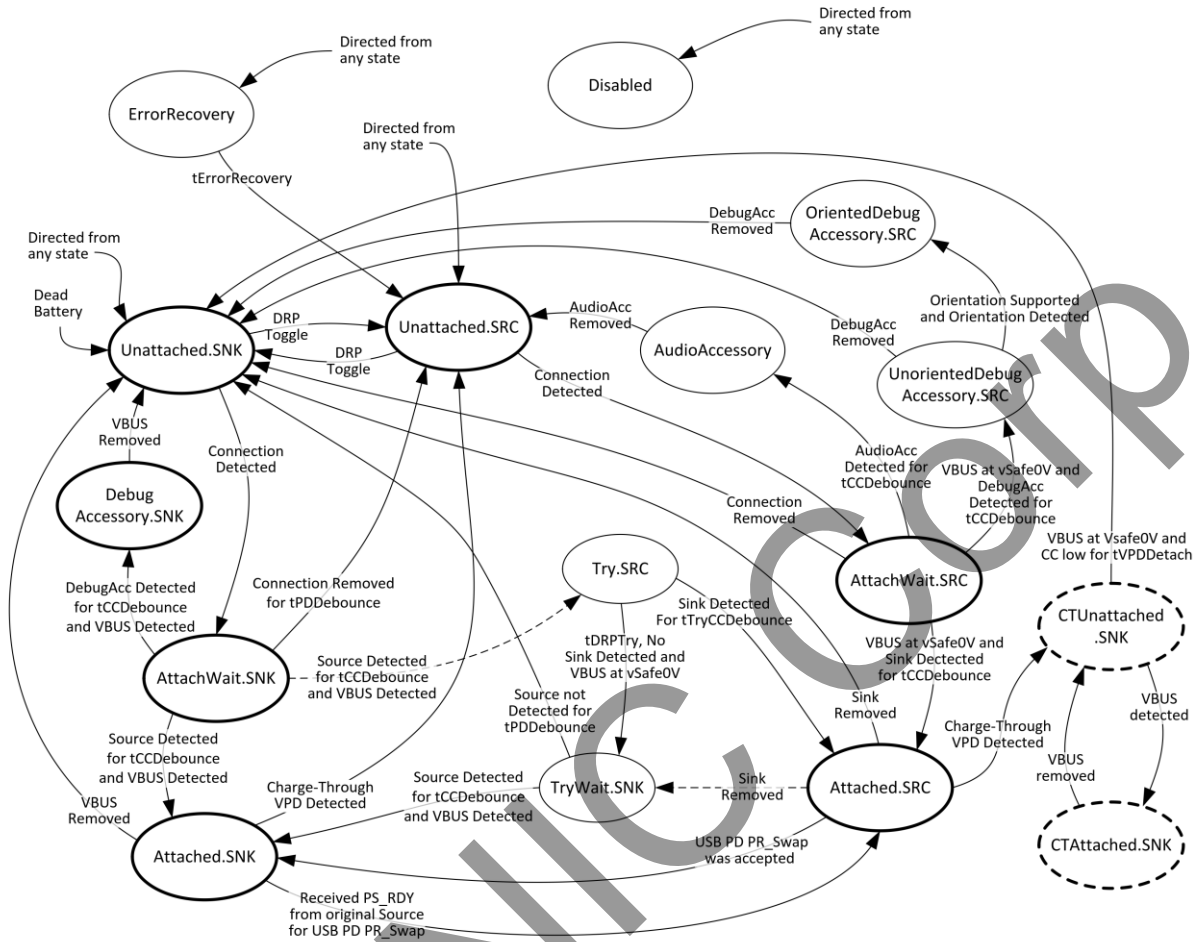 Directed from
any state
Directed from
any state
ErrorRecovery
Disabled
Directed from
any state
tErrorRecovery
OrientedDebug
Accessory.SRC
DebugAcc
Removed
Directed from
any state
Dead
Battery
Orientation Supported
and Orientation Detected
Unattached.SNK
DRP
Toggle
DRP
Toggle
Unattached.SRC
AudioAcc
Removed
AudioAccessory
DebugAcc
Removed
UnorientedDebug
Accessory.SRC
Connection
Detected
VBUS
Removed
Connection
Detected
AudioAcc
Detected for
tCCDebounce
VBUS at vSafe0V and
DebugAcc
Detected for
tCCDebounce
Debug
Accessory.SNK
Connection
Removed
VBUS at Vsafe0V and
CC low for tVPDDetach
DebugAcc Detected
for tCCDebounce
and VBUS Detected
Connection Removed
for tPDDebounce
Try.SRC
AttachWait.SRC
Sink Detected
For tTryCCDebounce
CTUnattached
.SNK
AttachWait.SNK
Source Detected
for tCCDebounce
and VBUS Detected
tDRPTry, No
Sink Detected and
VBUS at vSafe0V
VBUS at vSafe0V and
Sink Dectected
for tCCDebounce
Source not
Detected for
tPDDebounce
Sink
Removed
VBUS
detected
Source Detected
for tCCDebounce
and VBUS Detected
Charge-Through
VPD Detected
VBUS
removed
Source Detected
for tCCDebounce
and VBUS Detected
TryWait.SNK
Sink
Removed
Attached.SRC
VBUS
Removed
Charge-Through
VPD Detected
Attached.SNK
USB PD PR_Swap
was accepted
CTAttached.SNK
Received PS_RDY
from original Source
for USB PD PR_Swap
VIC Corp